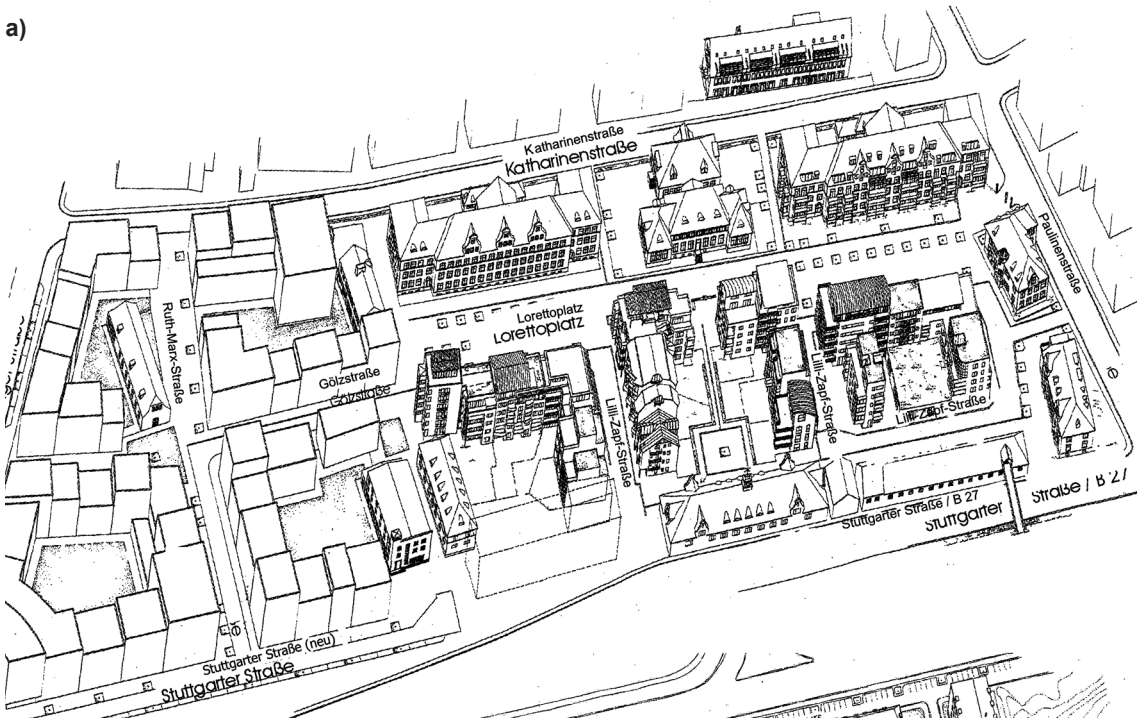 a)
Katharinenstraße
Katharinenstraße
Paulinenstraße
Ruth-Marx-Straße
Lorettoplatz
Lorettoplatz
Gölzstraße
Gölzstraße
Lilli-Zapf-Straße
Lilli-Zapf-Straße
Lilli-Zapf-Straße
Stuttgarter Straße / B 27
Stuttgarter Straße / B 27
Stuttgarter Straße (neu)
Stuttgarter Straße